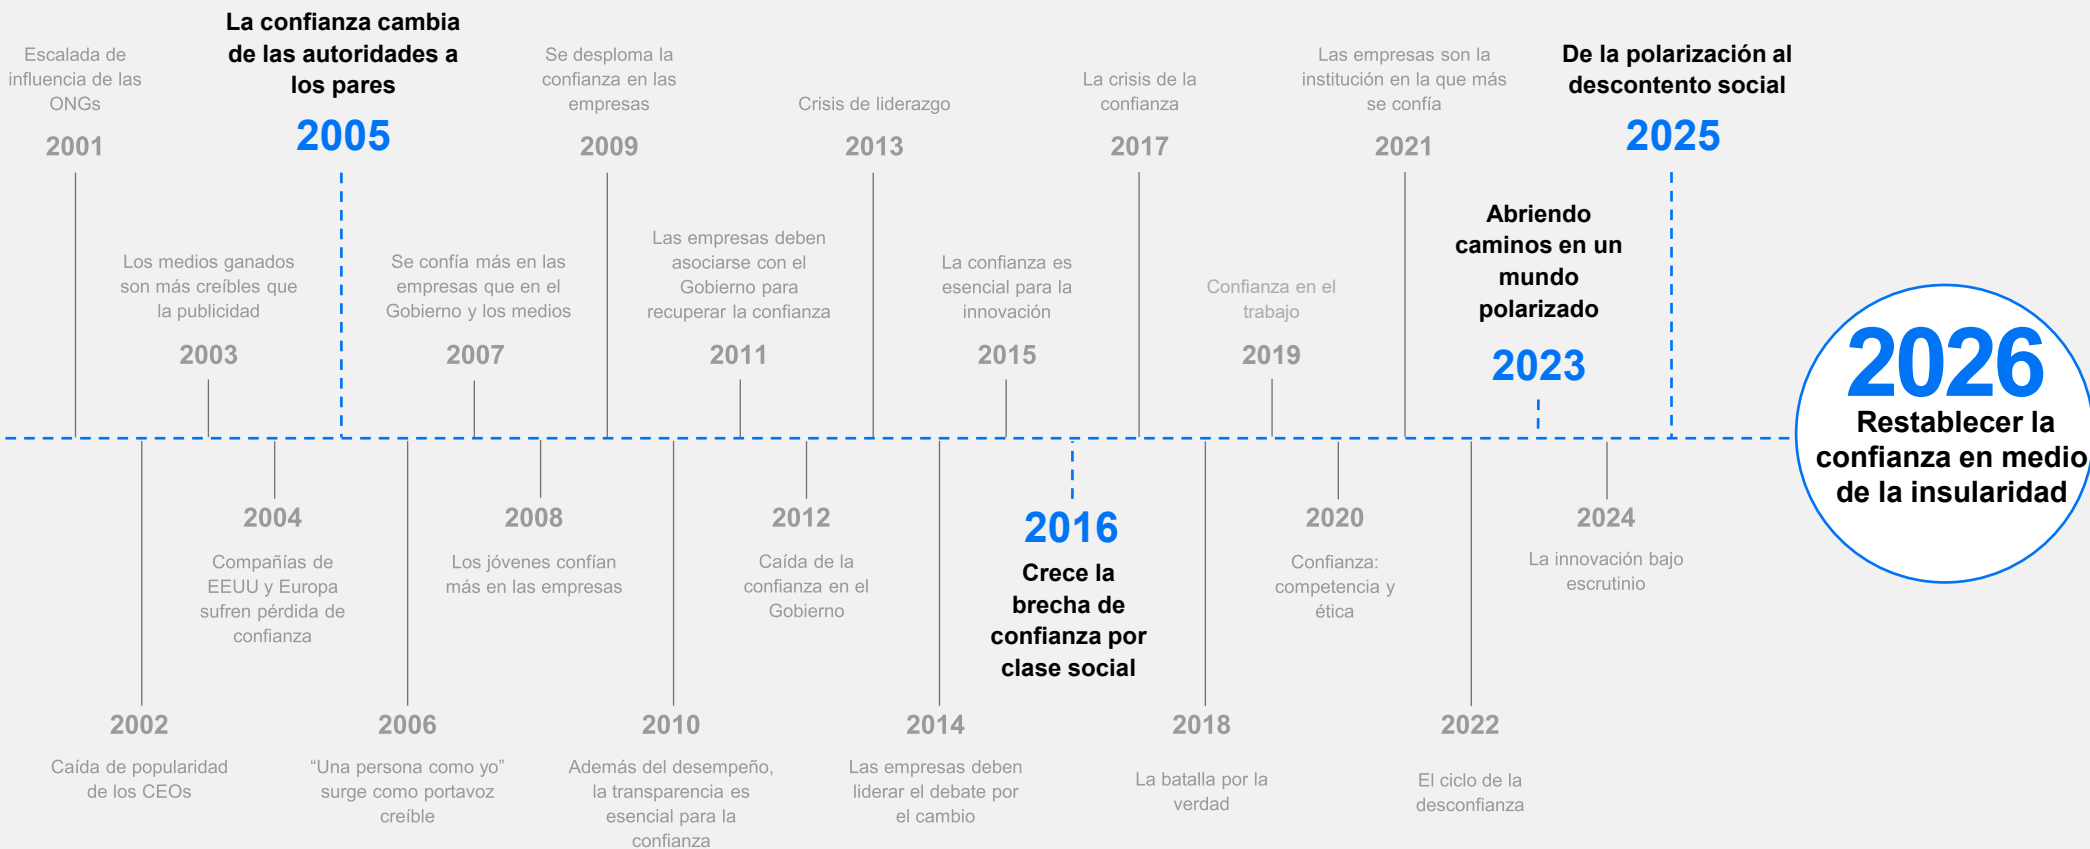 Escalada de
influencia de las
ONGs
2001
Caída de popularidad
de los CEOs
2002
Los medios ganados
son más creíbles que
la publicidad
2003
2004
Compañías de
EEUU y Europa
sufren pérdida de
confianza
La confianza cambia
de las autoridades a
los pares
2005
2006
“Una persona como yo”
surge como portavoz
creíble
Se confía más en las
empresas que en el
Gobierno y los medios
2007
2008
Los jóvenes confían
más en las empresas
Se desploma la
confianza en las
empresas
2009
2010
Además del desempeño,
la transparencia es
esencial para la
confianza
Las empresas deben
asociarse con el
Gobierno para
recuperar la confianza
2011
2012
Caída de la
confianza en el
Gobierno
Crisis de liderazgo
2013
2014
Las empresas deben
liderar el debate por
el cambio
La confianza es
esencial para la
innovación
2015
2016
Crece la
brecha de
confianza por
clase social
La crisis de la
confianza
2017
2018
La batalla por la
verdad
Confianza en el
trabajo
2019
2020
Confianza:
competencia y
ética
Las empresas son la
institución en la que más
se confía
2021
2022
El ciclo de la
desconfianza
Abriendo
caminos en un
mundo
polarizado
2023
2024
La innovación bajo
escrutinio
De la polarización al
descontento social
2025
2026
Restablecer la
confianza en medio
de la insularidad